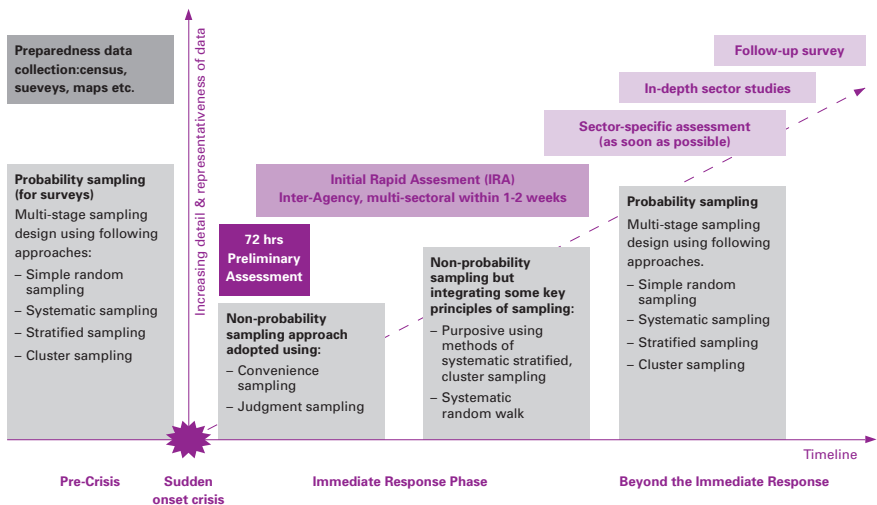 Preparedness data
collection:census,
sueveys, maps etc.
Probability sampling
(for surveys)
Multi-stage sampling
design using following
approaches:
– Simple random
sampling
– Systematic sampling
– Stratified sampling
– Cluster sampling
Increasing detail & representativeness of data
72 hrs
Preliminary
Assessment
Initial Rapid Assesment (IRA)
Inter-Agency, multi-sectoral within 1-2 weeks
Non-probability
sampling approach
adopted using:
– Convenience
sampling
– Judgment sampling
Non-probability
sampling but
integrating some key
principles of sampling:
– Purposive using
methods of
systematic stratified,
cluster sampling
– Systematic
random walk
Follow-up survey
In-depth sector studies
Sector-specific assessment
(as soon as possible)
Probability sampling
Multi-stage sampling
design using following
approaches.
– Simple random
sampling
– Systematic sampling
– Stratified sampling
– Cluster sampling
Timeline
Pre-Crisis
Sudden
onset crisis
Immediate Response Phase
Beyond the Immediate Response